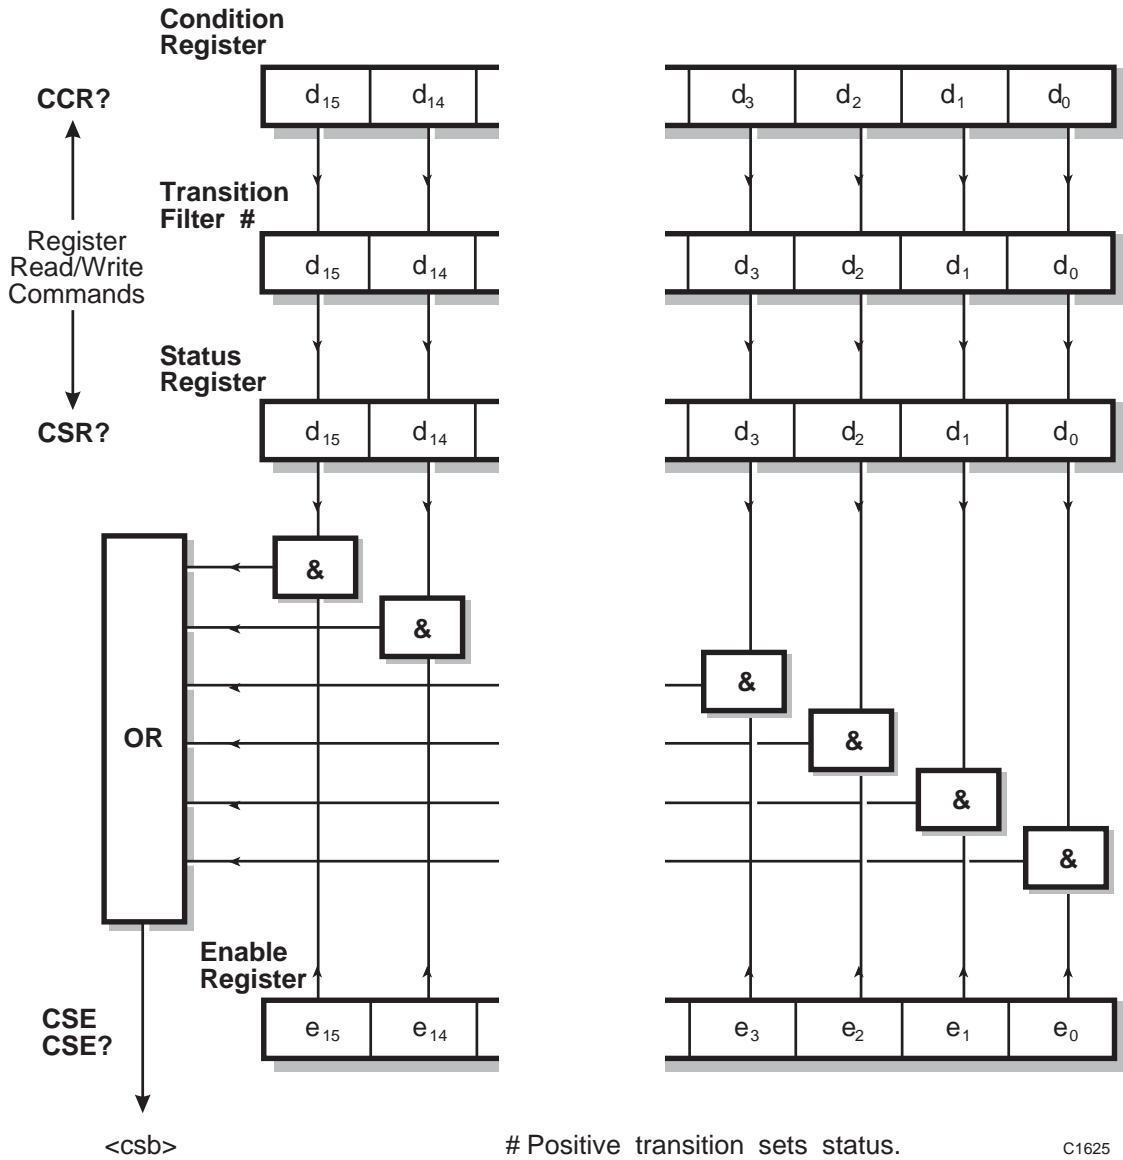 Condition
Register
CCR?
d15 d14 d3 d2 d1 d0
Transition
Filter #
Register
Read/Write
Commands
d15 d14 d3 d2 d1 d0
Status
Register
CSR?
d15 d14 d3 d2 d1 d0
&
&
&
OR
&
&
&
Enable
Register
CSE
CSE?
e15 e14 e3 e2 e1 e0
<csb>
# Positive transition sets status.
C1625